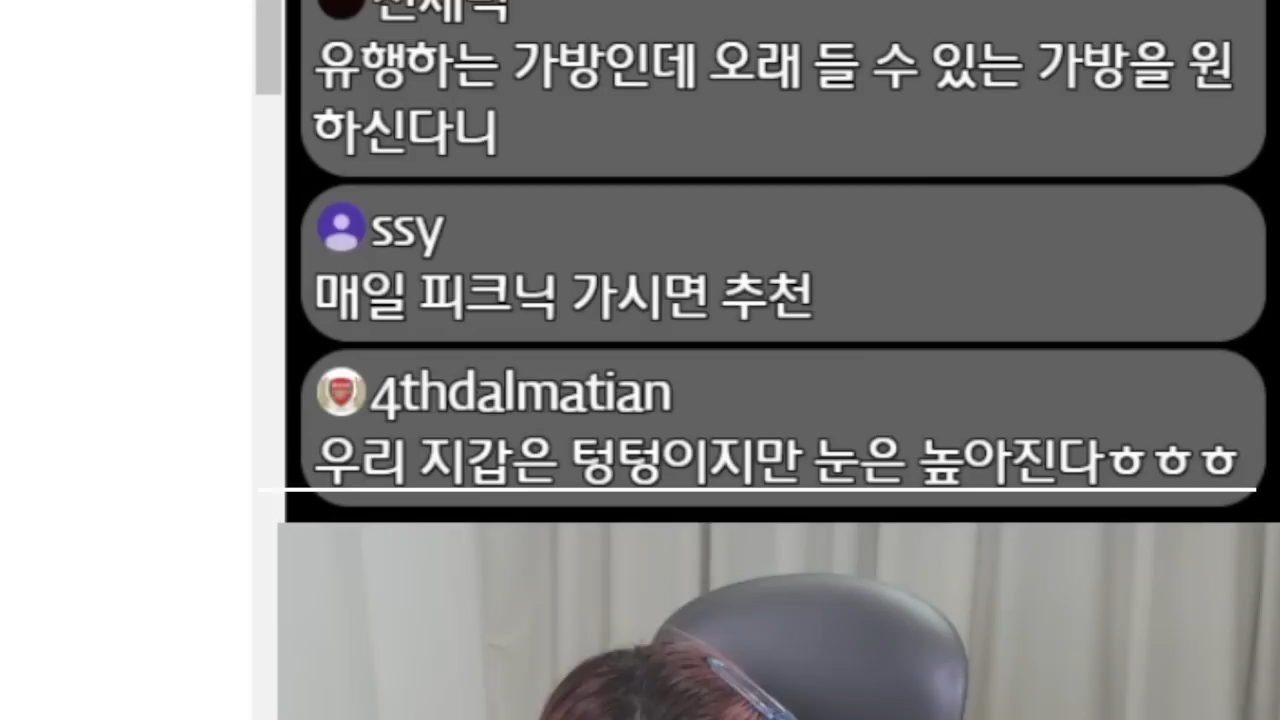 유행하는 가방인데 오래 들 수 있는 가방을 원
하신다니
ssy
매일 피크닉 가시면 추천
4thdalmatian
우리 지갑은 텅텅이지만 눈은 높아진다ㅎㅎㅎ